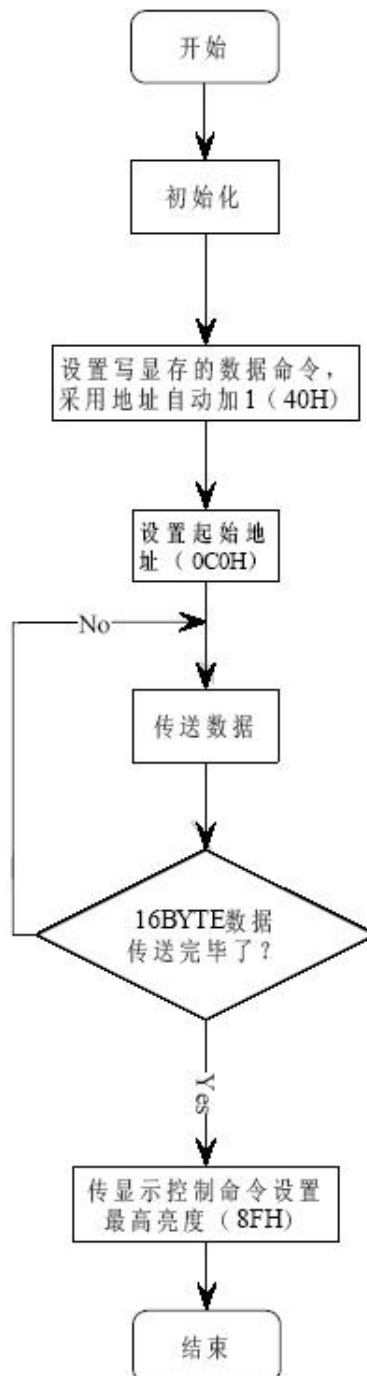 开始
初始化
设置写显存的数据命令，
采用地址自动加1（40H）
设置起始地
址（0C0H）
No
传送数据
16BYTE数据
传送完毕了？
Yes
传显示控制命令设置
最高亮度（8FH）
结束